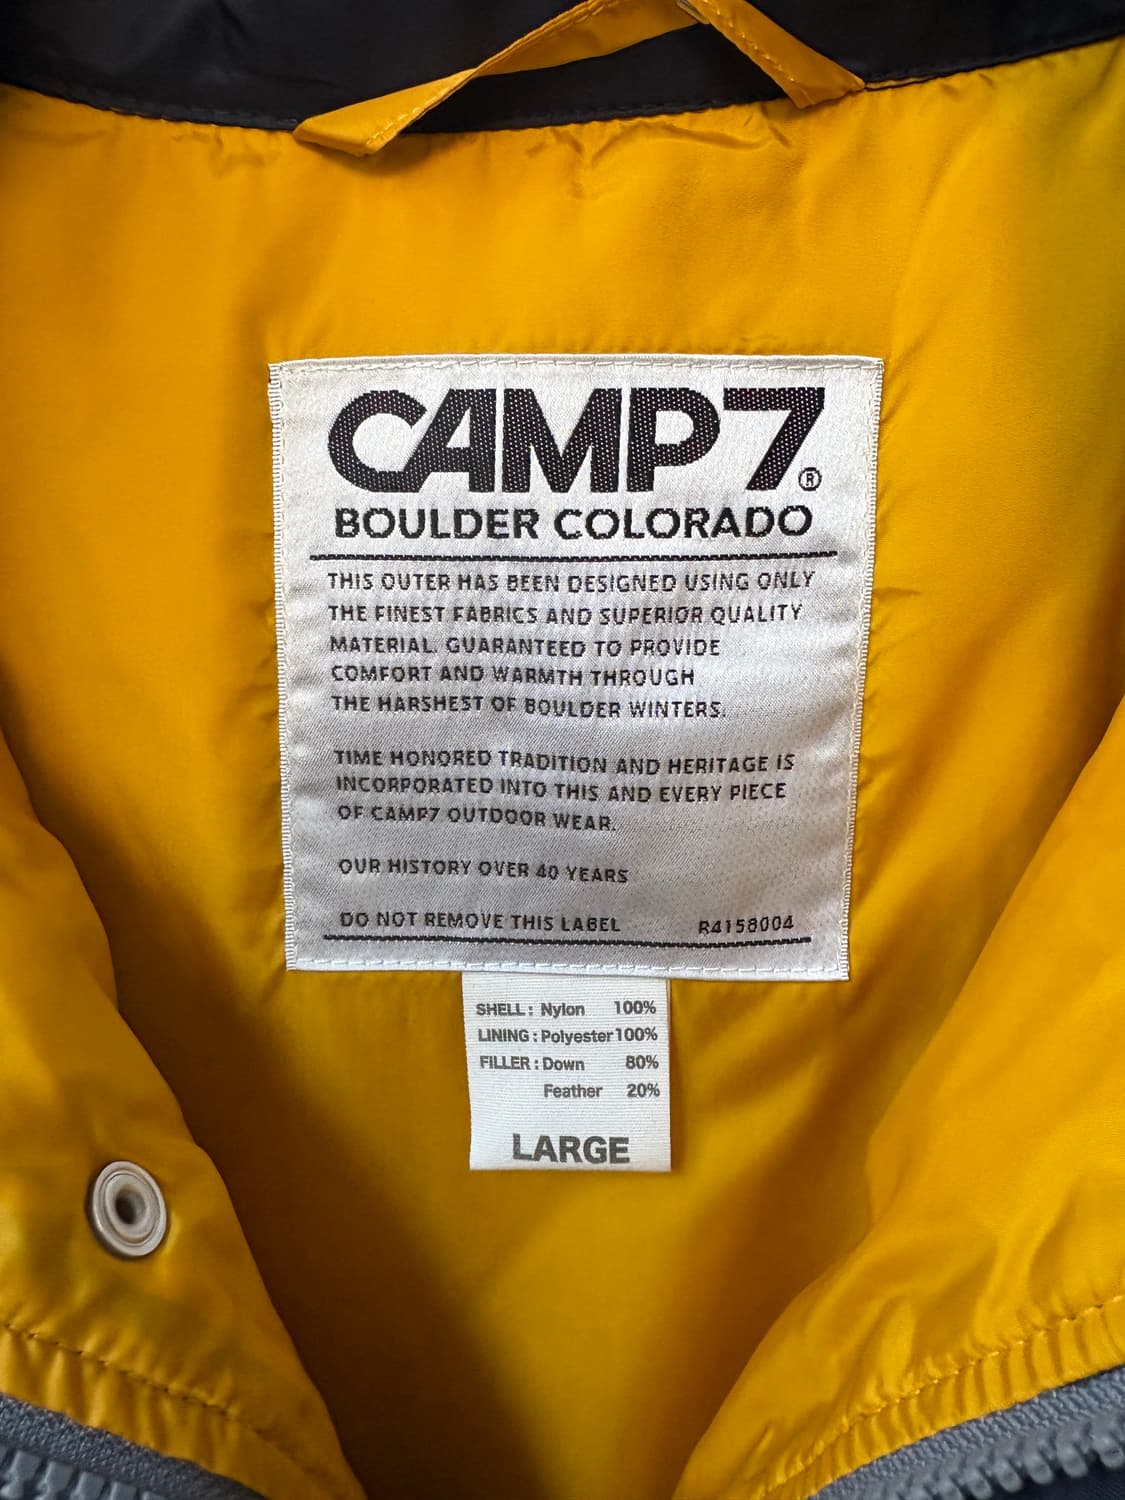 CAMP7®
BOULDER COLORADO
THIS OUTER HAS BEEN DESIGNED USING ONLY
THE FINEST FABRICS AND SUPERIOR QUALITY
MATERIAL. GUARANTEED TO PROVIDE
COMFORT AND WARMTH THROUGH
THE HARSHEST OF BOULDER WINTERS.
TIME HONORED TRADITION AND HERITAGE IS
INCORPORATED INTO THIS AND EVERY PIECE
OF CAMP7 OUTDOOR WEAR.
OUR HISTORY OVER 40 YEARS
DO NOT REMOVE THIS LABEL R4158004
SHELL: Nylon 100%
LINING: Polyester 100%
FILLER: Down 80%
Feather 20%
LARGE